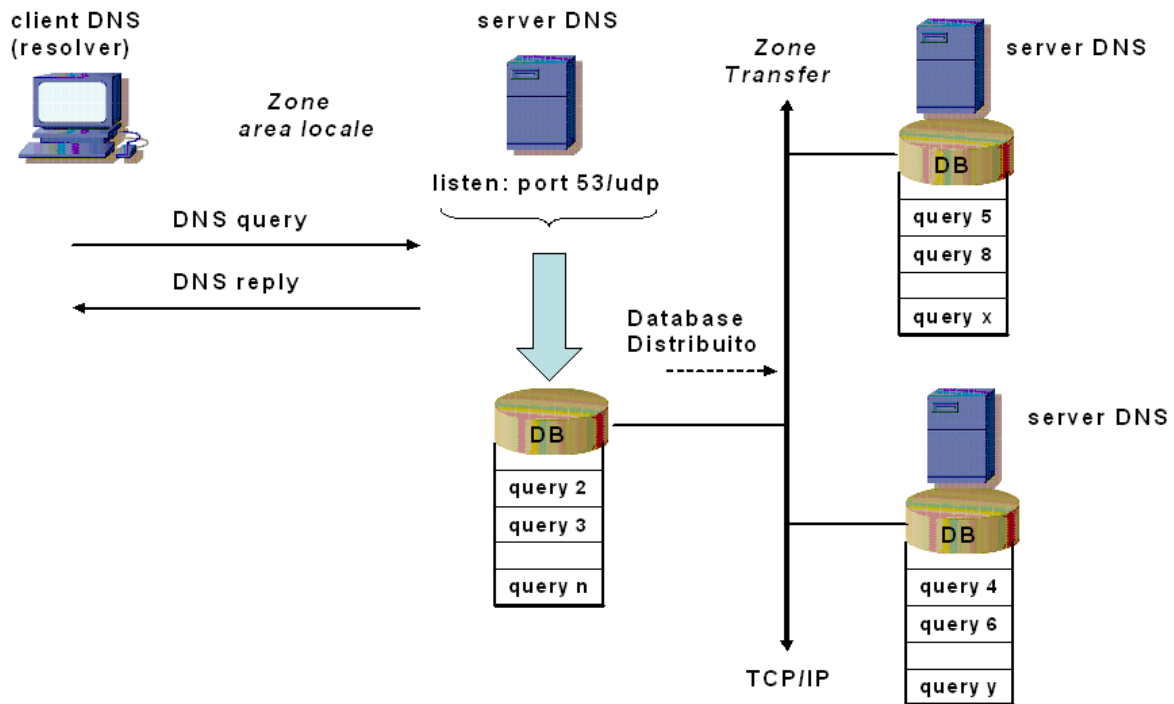 client DNS
(resolver)
Zone
area locale
server DNS
listen: port 53/udp
DNS query
DNS reply
DB
query 2
query 3
query n
Database
Distribuito
Zone
Transfer
TCP/IP
server DNS
DB
query 5
query 8
query x
server DNS
DB
query 4
query 6
query y